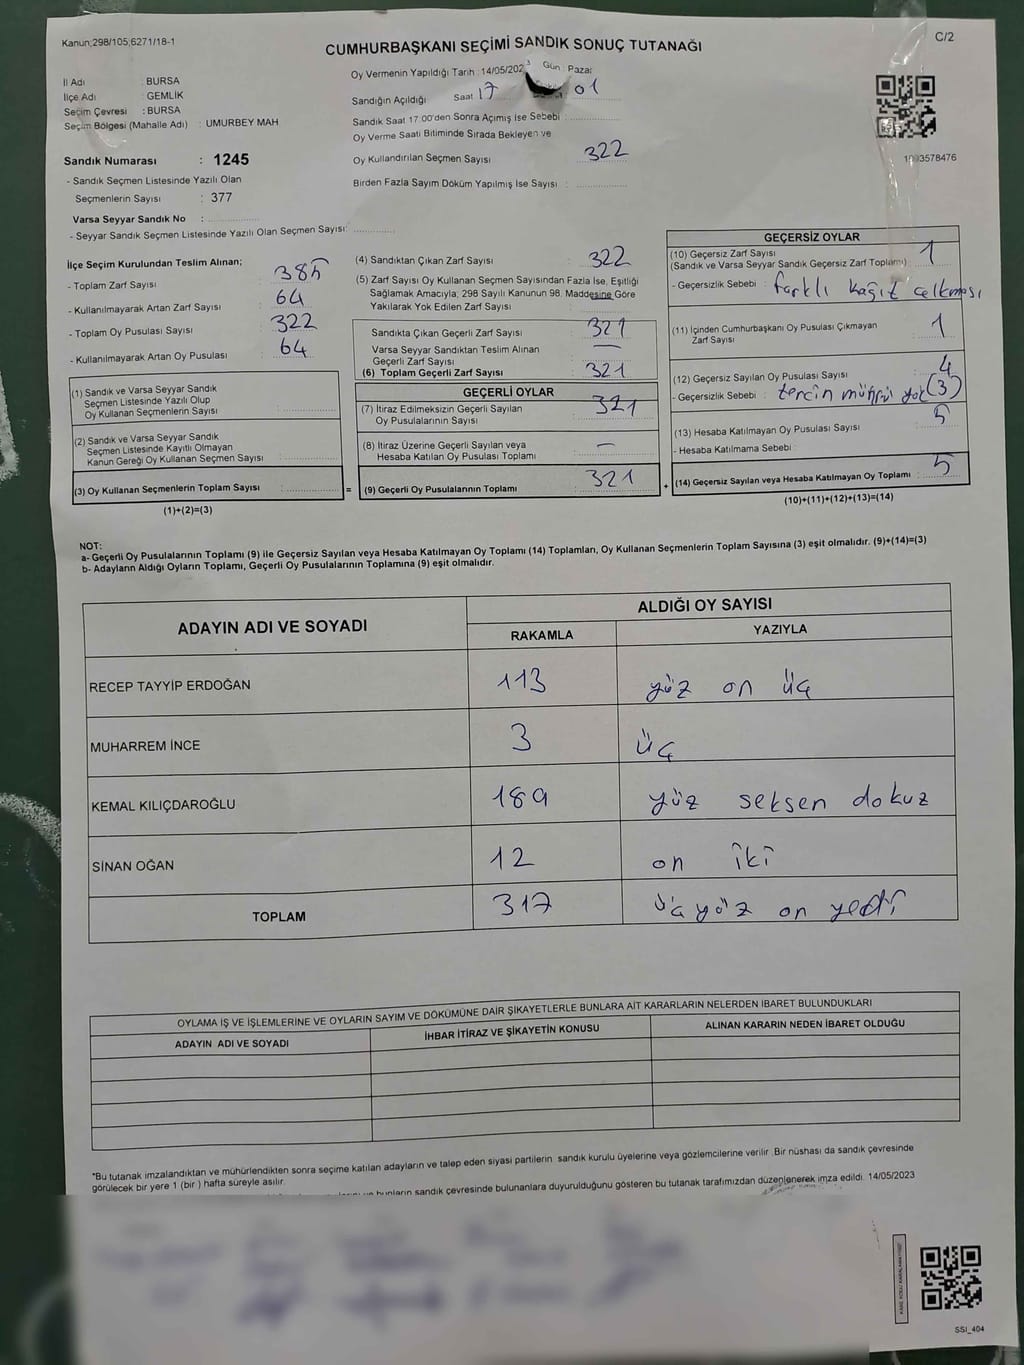 Kanun;298/105;6271/18-1
C/2
CUMHURBAŞKANI SEÇİMİ SANDIK SONUÇ TUTANAĞI
İl Adı : BURSA
İlçe Adı : GEMLİK
Seçim Çevresi : BURSA
Seçim Bölgesi (Mahalle Adı) : UMURBEY MAH
Sandık Numarası : 1245
- Sandık Seçmen Listesinde Yazılı Olan
Seçmenlerin Sayısı : 377
Varsa Seyyar Sandık No :
- Seyyar Sandık Seçmen Listesinde Yazılı Olan Seçmen Sayısı:
Oy Vermenin Yapıldığı Tarih :14/05/202 Gün Pazar
Sandığın Açıldığı Saat 17 01
Sandık Saat 17:00'den Sonra Açımış İse Sebebi :
Oy Verme Saati Bitiminde Sırada Bekleyen ve
Oy Kullandırılan Seçmen Sayısı : 322
Birden Fazla Sayım Döküm Yapılmış İse Sayısı :
İlçe Seçim Kurulundan Teslim Alınan;
- Toplam Zarf Sayısı : 385
- Kullanılmayarak Artan Zarf Sayısı : 64
- Toplam Oy Pusulası Sayısı : 322
- Kullanılmayarak Artan Oy Pusulası : 64
(1) Sandık ve Varsa Seyyar Sandık
Seçmen Listesinde Yazılı Olup
Oy Kullanan Seçmenlerin Sayısı :
(2) Sandık ve Varsa Seyyar Sandık
Seçmen Listesinde Kayıtlı Olmayan
Kanun Gereği Oy Kullanan Seçmen Sayısı :
(3) Oy Kullanan Seçmenlerin Toplam Sayısı :
(1)+(2)=(3)
=
(4) Sandıktan Çıkan Zarf Sayısı : 322
(5) Zarf Sayısı Oy Kullanan Seçmen Sayısından Fazla İse, Eşitliği
Sağlamak Amacıyla; 298 Sayılı Kanunun 98. Maddesine Göre
Yakılarak Yok Edilen Zarf Sayısı :
Sandıkta Çıkan Geçerli Zarf Sayısı : 321
Varsa Seyyar Sandıktan Teslim Alınan
Geçerli Zarf Sayısı : —
(6) Toplam Geçerli Zarf Sayısı : 321
GEÇERLİ OYLAR
(7) İtiraz Edilmeksizin Geçerli Sayılan
Oy Pusulalarının Sayısı : 321
(8) İtiraz Üzerine Geçerli Sayılan veya
Hesaba Katılan Oy Pusulası Toplamı : —
(9) Geçerli Oy Pusulalarının Toplamı : 321
+
1003578476
GEÇERSİZ OYLAR
(10) Geçersiz Zarf Sayısı
(Sandık ve Varsa Seyyar Sandık Geçersiz Zarf Toplamı) : 1
- Geçersizlik Sebebi : farklı kağıt çelkması
(11) İçinden Cumhurbaşkanı Oy Pusulası Çıkmayan
Zarf Sayısı : 1
(12) Geçersiz Sayılan Oy Pusulası Sayısı : 4
- Geçersizlik Sebebi : tercin mührü yok (3)
(13) Hesaba Katılmayan Oy Pusulası Sayısı : 5
- Hesaba Katılmama Sebebi :
(14) Geçersiz Sayılan veya Hesaba Katılmayan Oy Toplamı : 5
(10)+(11)+(12)+(13)=(14)
NOT:
a- Geçerli Oy Pusulalarının Toplamı (9) ile Geçersiz Sayılan veya Hesaba Katılmayan Oy Toplamı (14) Toplamları, Oy Kullanan Seçmenlerin Toplam Sayısına (3) eşit olmalıdır. (9)+(14)=(3)
b- Adayların Aldığı Oyların Toplamı, Geçerli Oy Pusulalarının Toplamına (9) eşit olmalıdır.
ADAYIN ADI VE SOYADI
ALDIĞI OY SAYISI
RAKAMLA YAZIYLA
RECEP TAYYİP ERDOĞAN 113 yüz on üç
MUHARREM İNCE 3 üç
KEMAL KILIÇDAROĞLU 189 yüz seksen dokuz
SİNAN OĞAN 12 on iki
TOPLAM 317 üçyüz on yedi
OYLAMA İŞ VE İŞLEMLERİNE VE OYLARIN SAYIM VE DÖKÜMÜNE DAİR ŞİKAYETLERLE BUNLARA AİT KARARLARIN NELERDEN İBARET BULUNDUKLARI
ADAYIN ADI VE SOYADI İHBAR İTİRAZ VE ŞİKAYETİN KONUSU ALINAN KARARIN NEDEN İBARET OLDUĞU
"Bu tutanak imzalandıktan ve mühürlendikten sonra seçime katılan adayların ve talep eden siyasi partilerin sandık kurulu üyelerine veya gözlemcilerine verilir. Bir nüshası da sandık çevresinde
görülecek bir yere 1 (bir ) hafta süreyle asılır.
bunların sandık çevresinde bulunanlara duyurulduğunu gösteren bu tutanak tarafımızdan düzenlenerek imza edildi. 14/05/2023
SSI_404